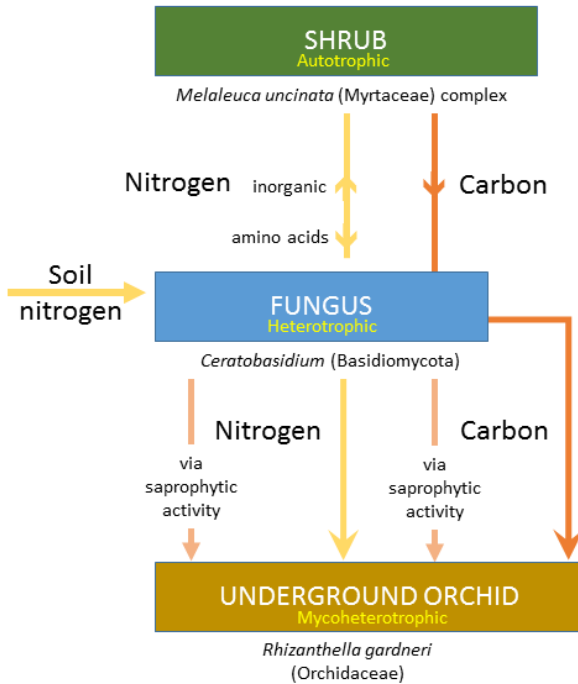 SHRUB
Autotrophic
Melaleuca uncinata (Myrtaceae) complex
Nitrogen
inorganic
Carbon
amino acids
Soil
nitrogen
FUNGUS
Heterotrophic
Ceratobasidium (Basidiomycota)
Nitrogen
Carbon
via
saprophytic
activity
via
saprophytic
activity
UNDERGROUND ORCHID
Mycoheterotrophic
Rhizanthella gardneri
(Orchidaceae)